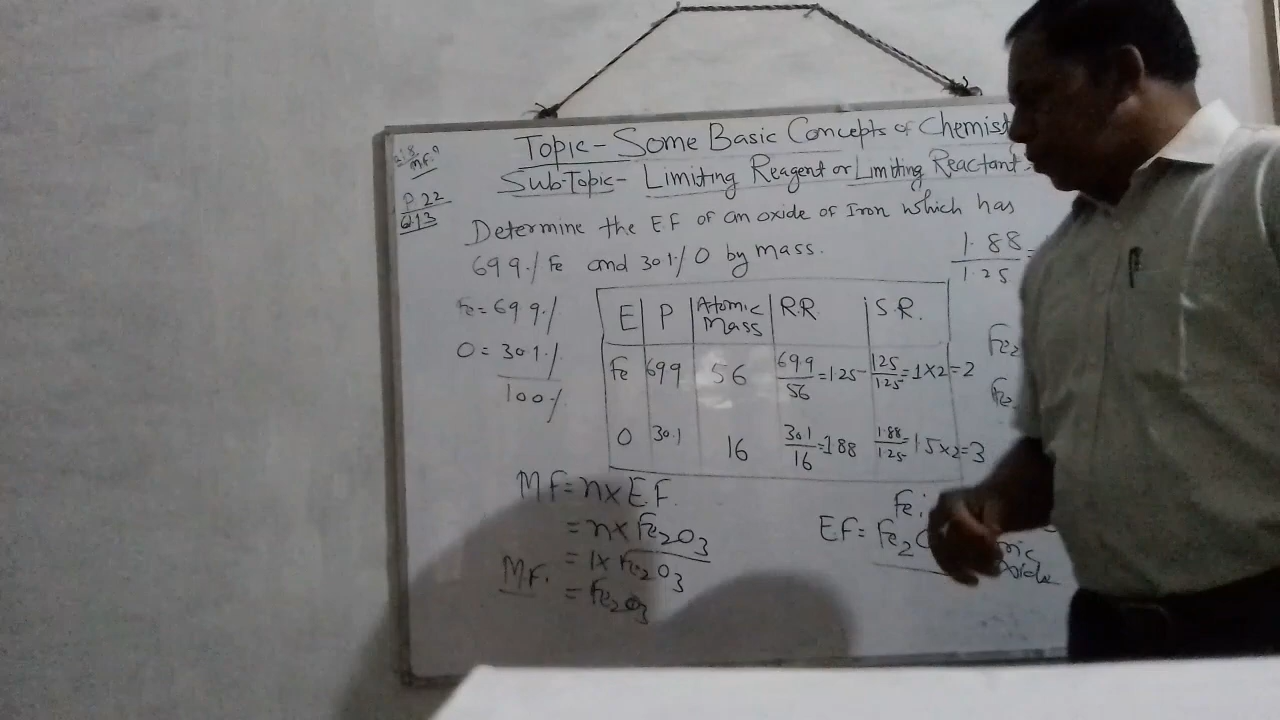 Topic - Some Basic Concepts of Chemist
Sub-Topic - Limiting Reagent or Limiting Reactant -
M.F.?
P. 22
Q.13
Determine the E.F of an oxide of Iron which has
69.9 % Fe and 30.1 % O by mass.
1.88
1.25 =
Fe = 69.9 %
O = 30.1 %
100 %
E P Atomic Mass R.R. S.R.
Fe 69.9 56 69.9/56 = 1.25 1.25/1.25 = 1×2 = 2
O 30.1 16 30.1/16 = 1.88 1.88/1.25 = 1.5×2 = 3
Fe2
Fe
M.F = n× E.F.
= n× Fe2O3
= 1× Fe2O3
M.F. = Fe2O3
Fe :
EF = Fe2